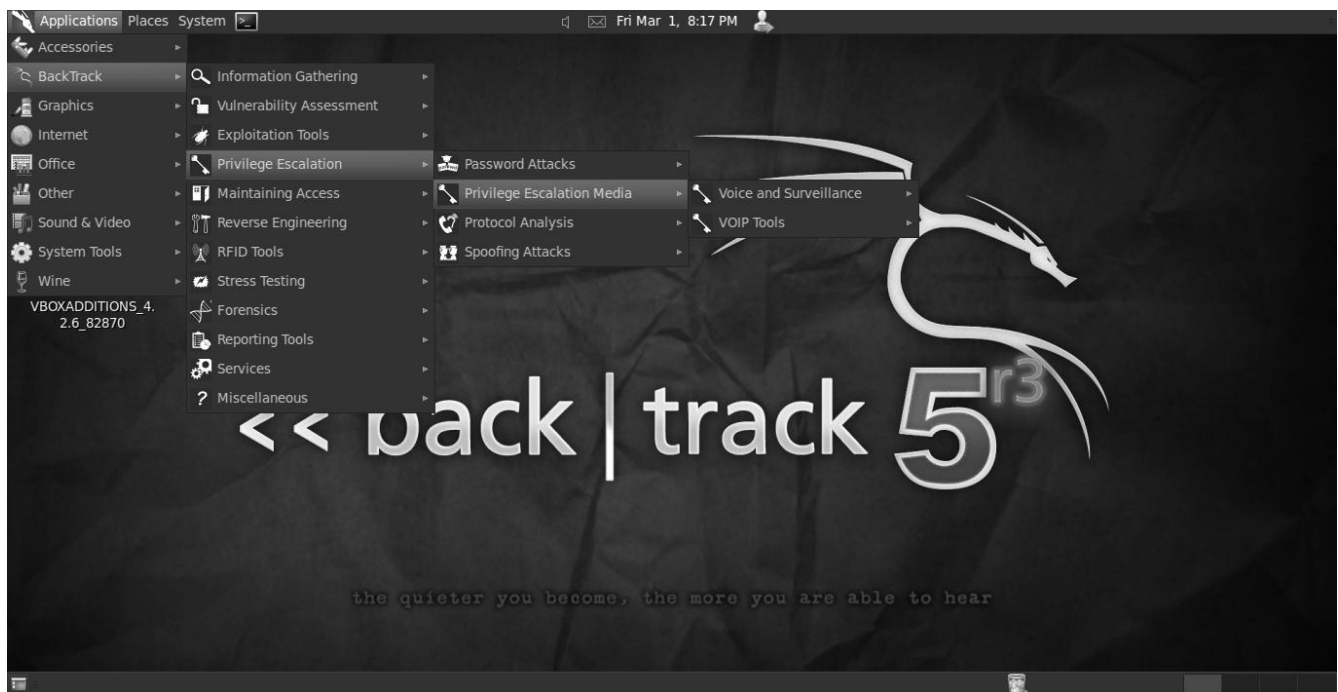 Applications Places System
Fri Mar 1, 8:17 PM
Accessories
BackTrack
Graphics
Internet
Office
Other
Sound & Video
System Tools
Wine
Information Gathering
Vulnerability Assessment
Exploitation Tools
Privilege Escalation
Maintaining Access
Reverse Engineering
RFID Tools
Stress Testing
Forensics
Reporting Tools
Services
Miscellaneous
Password Attacks
Privilege Escalation Media
Protocol Analysis
Spoofing Attacks
Voice and Surveillance
VOIP Tools
VBOXADDITIONS_4.
2.6_82870
<< back | track 5 r3
the quieter you become, the more you are able to hear